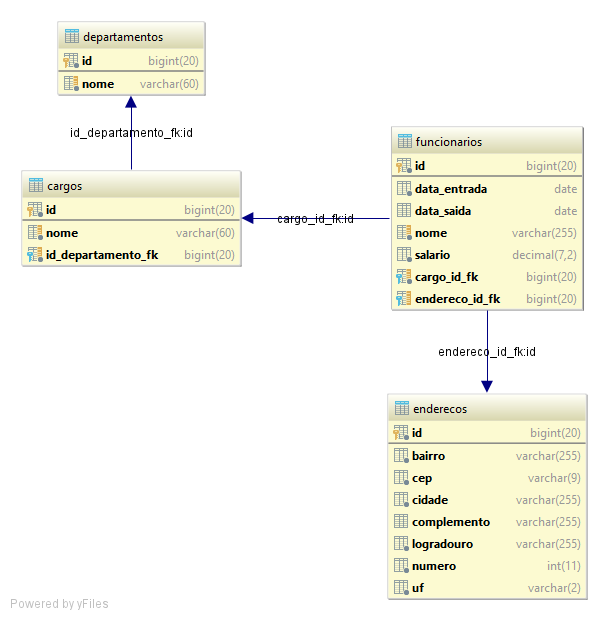 departamentos
id bigint(20)
nome varchar(60)
id_departamento_fk:id
cargos
id bigint(20)
nome varchar(60)
id_departamento_fk bigint(20)
cargo_id_fk:id
funcionarios
id bigint(20)
data_entrada date
data_saida date
nome varchar(255)
salario decimal(7,2)
cargo_id_fk bigint(20)
endereco_id_fk bigint(20)
endereco_id_fk:id
enderecos
id bigint(20)
bairro varchar(255)
cep varchar(9)
cidade varchar(255)
complemento varchar(255)
logradouro varchar(255)
numero int(11)
uf varchar(2)
Powered by yFiles